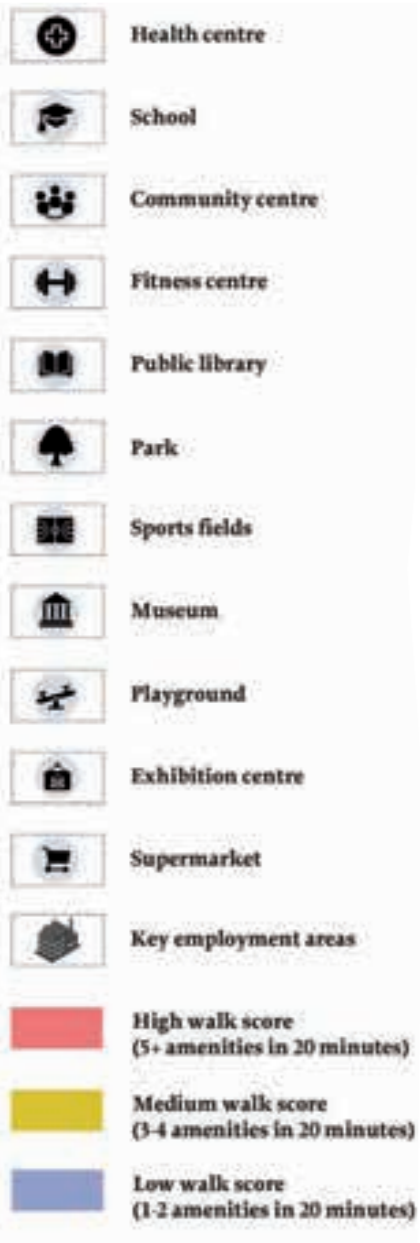 Health centre
School
Community centre
Fitness centre
Public library
Park
Sports fields
Museum
Playground
Exhibition centre
Supermarket
Key employment areas
High walk score
(5+ amenities in 20 minutes)
Medium walk score
(3-4 amenities in 20 minutes)
Low walk score
(1-2 amenities in 20 minutes)